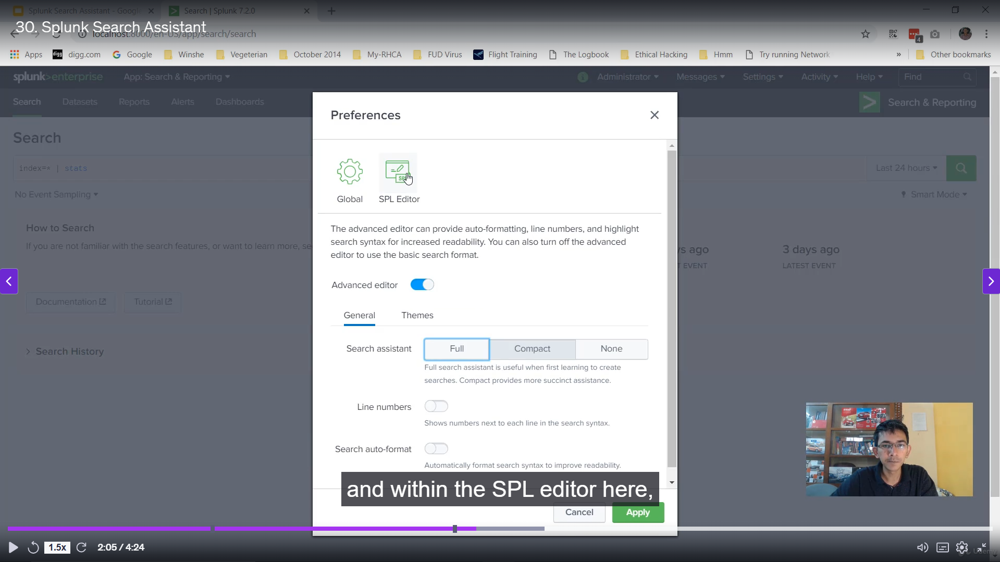 Splunk Search Assistant - Google
Search | Splunk 7.2.0
30. Splunk Search Assistant
localhost:8000/en-US/app/search/search
4
Apps
digg
digg.com
Google
Winshe
Vegeterian
October 2014
My-RHCA
FUD Virus
Flight Training
The Logbook
Ethical Hacking
Hmm
Try running Network
»
Other bookmarks
splunk>enterprise
App: Search & Reporting
i
Administrator
Messages
Settings
Activity
Help
Find
Search
Datasets
Reports
Alerts
Dashboards
Search & Reporting
Search
index=* | stats
Last 24 hours
No Event Sampling
Smart Mode
How to Search
If you are not familiar with the search features, or want to learn more, se
Documentation
Tutorial
ys ago
T EVENT
3 days ago
LATEST EVENT
> Search History
Preferences
Global
SPL Editor
The advanced editor can provide auto-formatting, line numbers, and highlight
search syntax for increased readability. You can also turn off the advanced
editor to use the basic search format.
Advanced editor
General
Themes
Search assistant
Full
Compact
None
Full search assistant is useful when first learning to create
searches. Compact provides more succinct assistance.
Line numbers
Shows numbers next to each line in the search syntax.
Search auto-format
Automatically format search syntax to improve readability.
and within the SPL editor here,
Cancel
Apply
1.5x
2:05 / 4:24